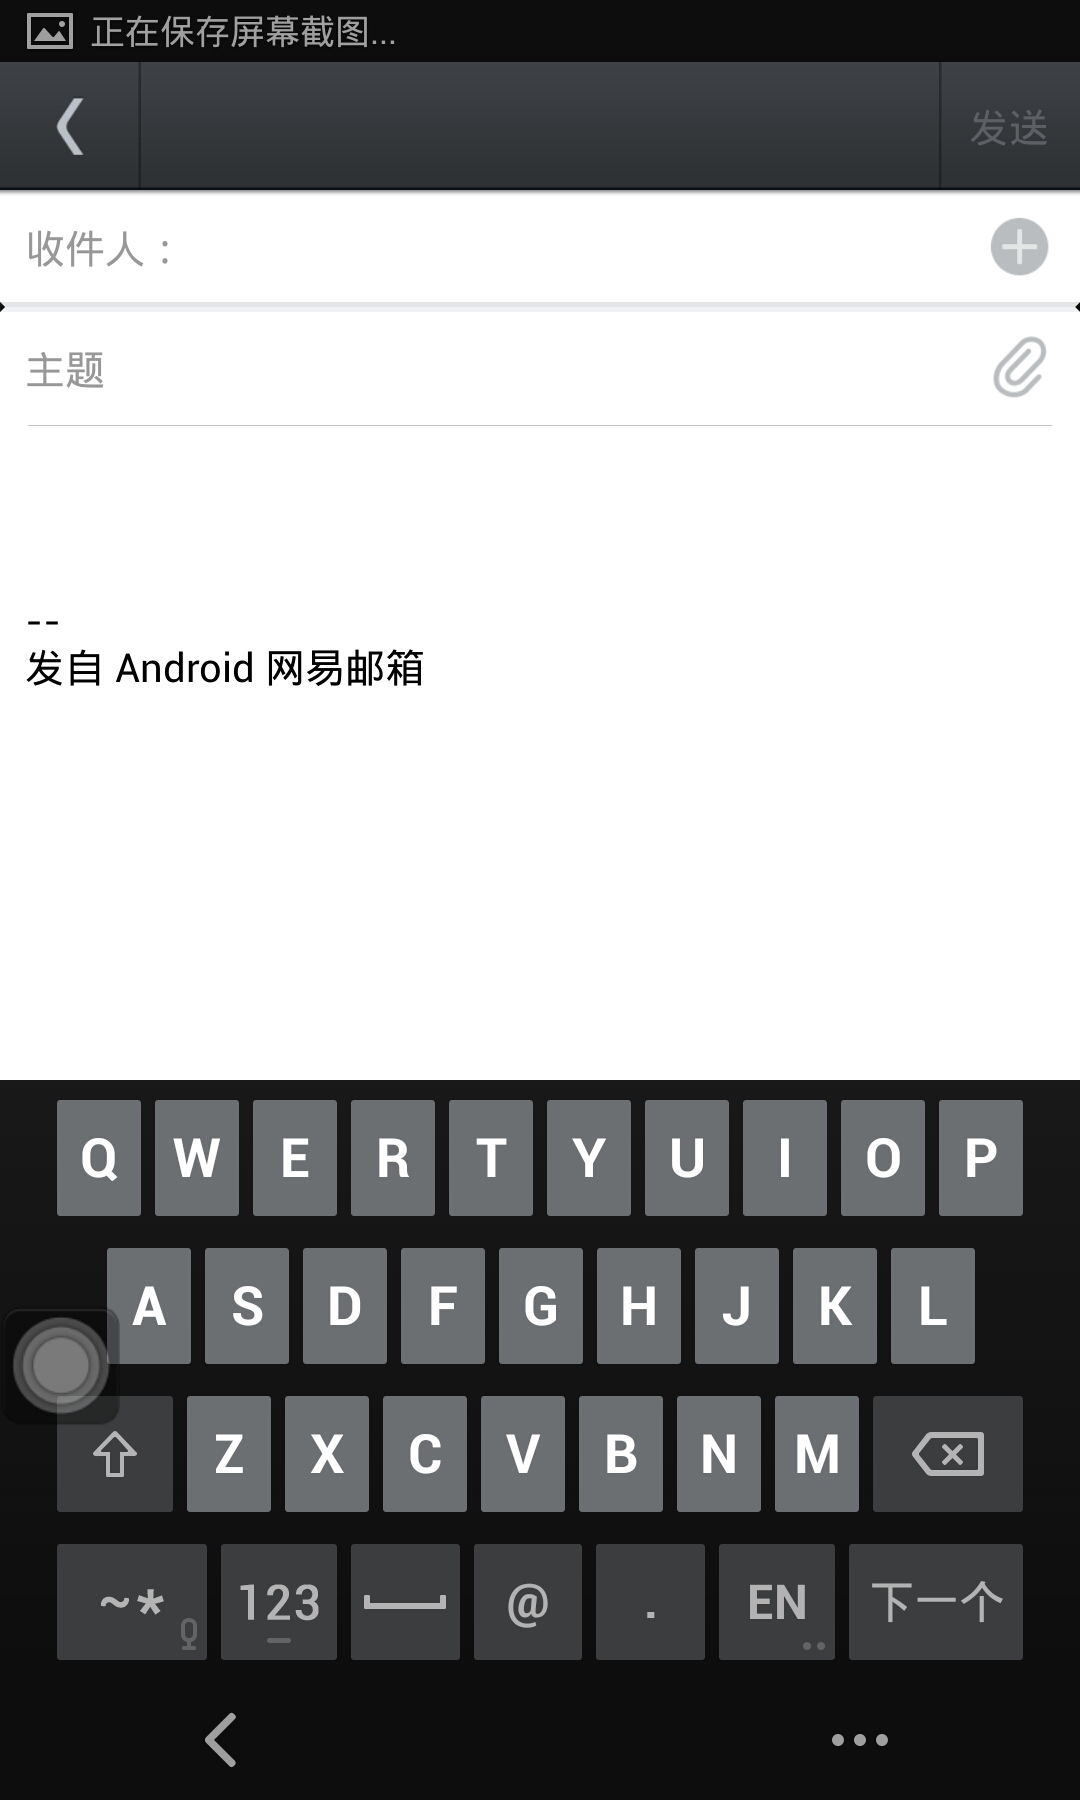 正在保存屏幕截图...
发送
收件人：
主题
--
发自 Android 网易邮箱
Q W E R T Y U I O P
A S D F G H J K L
Z X C V B N M
~* 123 @ . EN 下一个